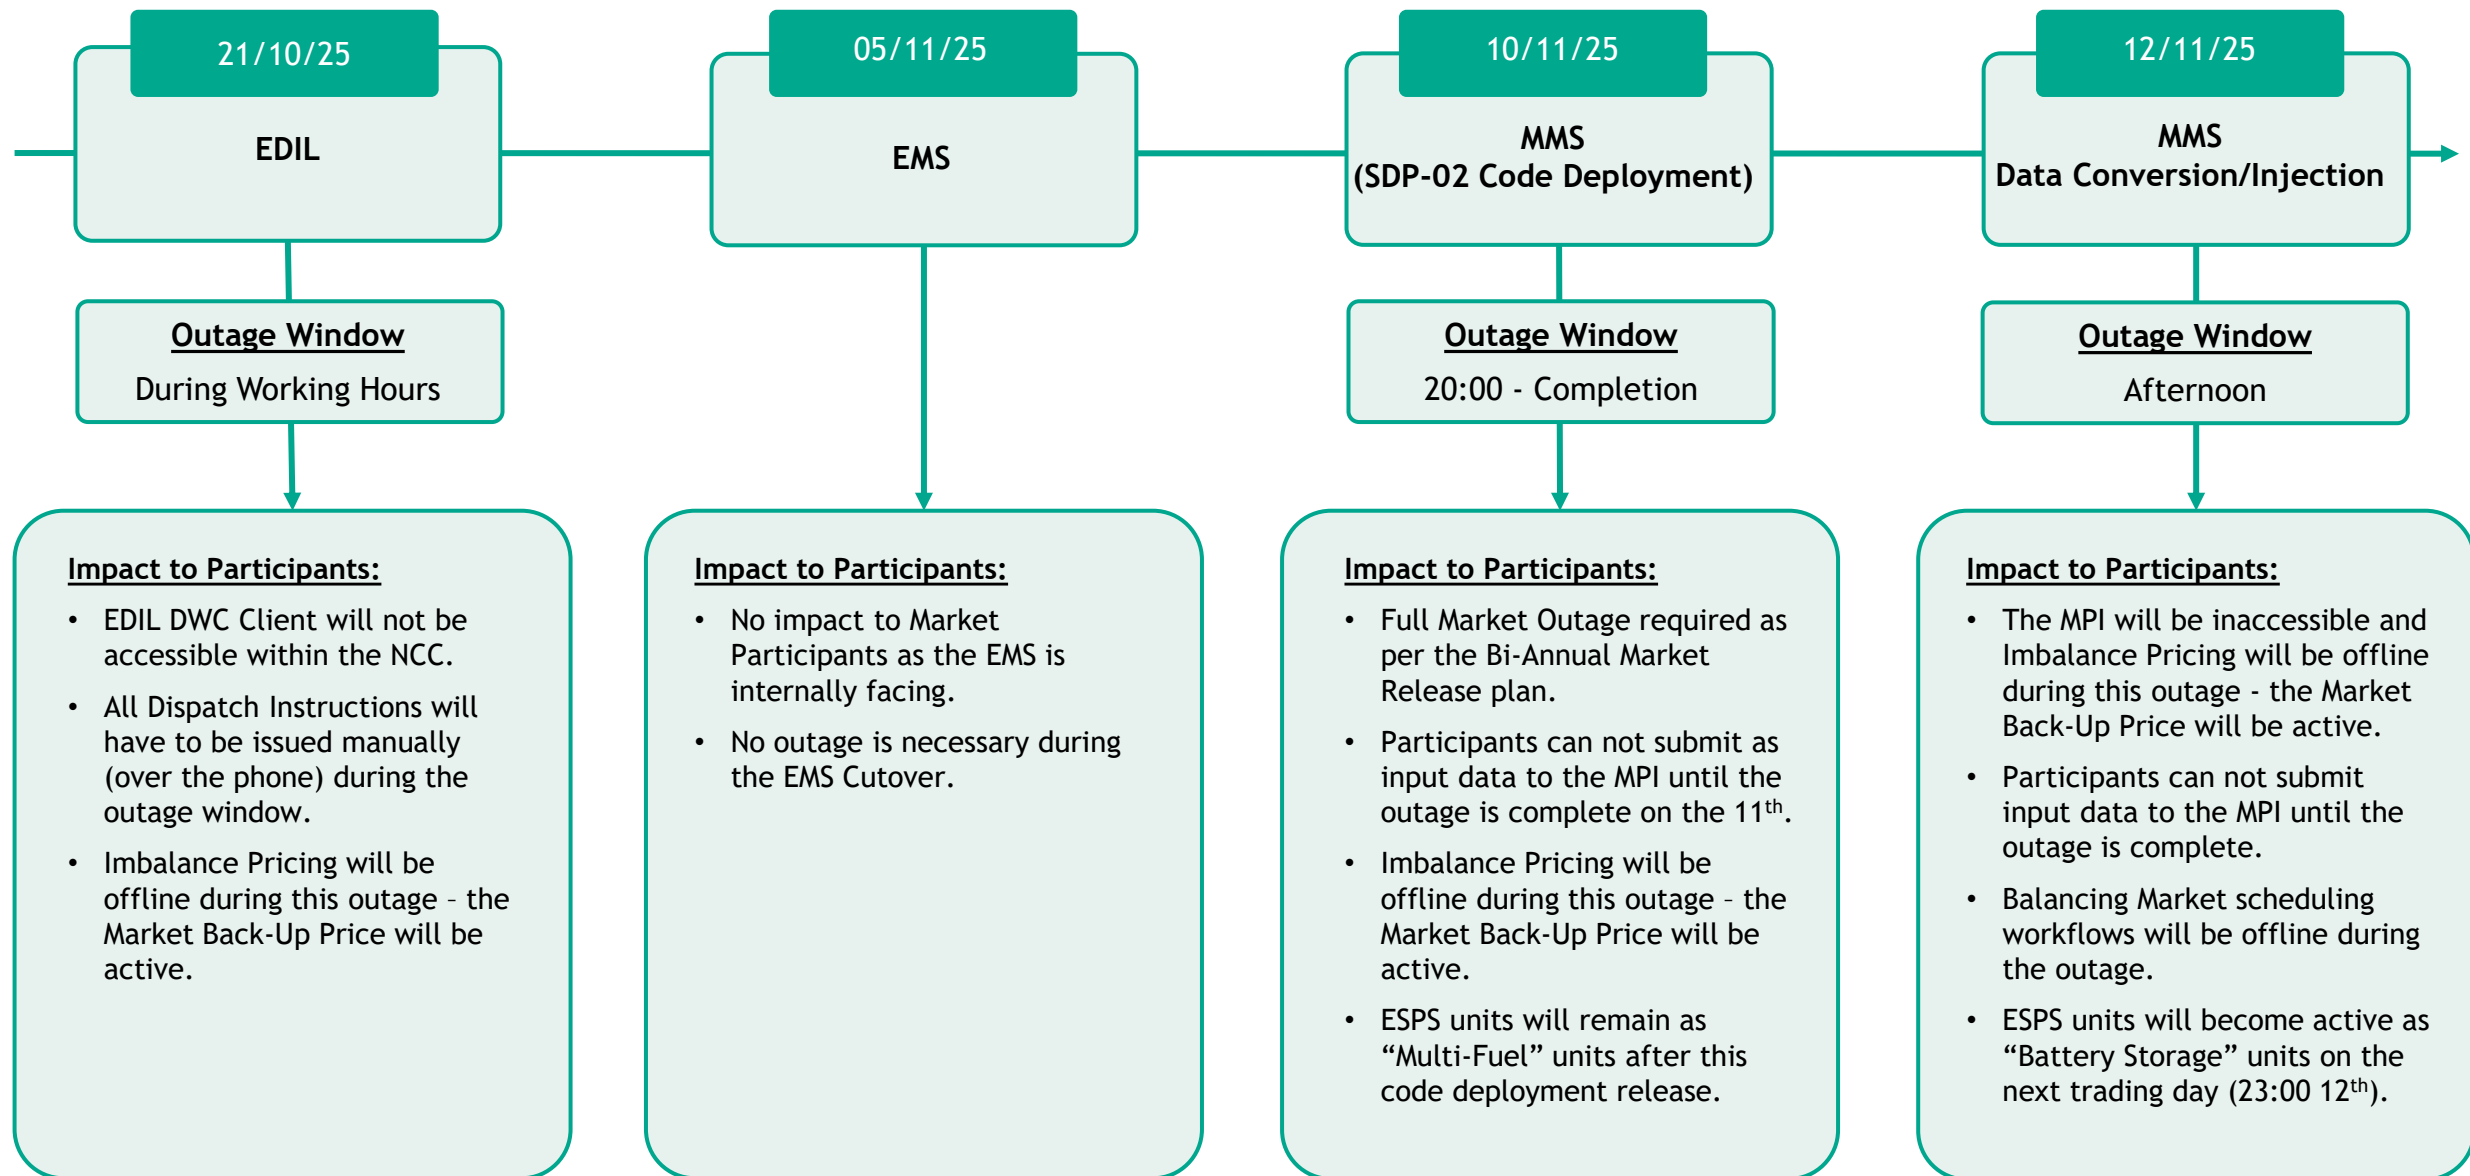 21/10/25
EDIL
Outage Window
During Working Hours
Impact to Participants:
• EDIL DWC Client will not be
accessible within the NCC.
• All Dispatch Instructions will
have to be issued manually
(over the phone) during the
outage window.
• Imbalance Pricing will be
offline during this outage – the
Market Back-Up Price will be
active.
05/11/25
EMS
Impact to Participants:
• No impact to Market
Participants as the EMS is
internally facing.
• No outage is necessary during
the EMS Cutover.
10/11/25
MMS
(SDP-02 Code Deployment)
Outage Window
20:00 - Completion
Impact to Participants:
• Full Market Outage required as
per the Bi-Annual Market
Release plan.
• Participants can not submit as
input data to the MPI until the
outage is complete on the 11th.
• Imbalance Pricing will be
offline during this outage – the
Market Back-Up Price will be
active.
• ESPS units will remain as
“Multi-Fuel” units after this
code deployment release.
12/11/25
MMS
Data Conversion/Injection
Outage Window
Afternoon
Impact to Participants:
• The MPI will be inaccessible and
Imbalance Pricing will be offline
during this outage - the Market
Back-Up Price will be active.
• Participants can not submit
input data to the MPI until the
outage is complete.
• Balancing Market scheduling
workflows will be offline during
the outage.
• ESPS units will become active as
“Battery Storage” units on the
next trading day (23:00 12th).